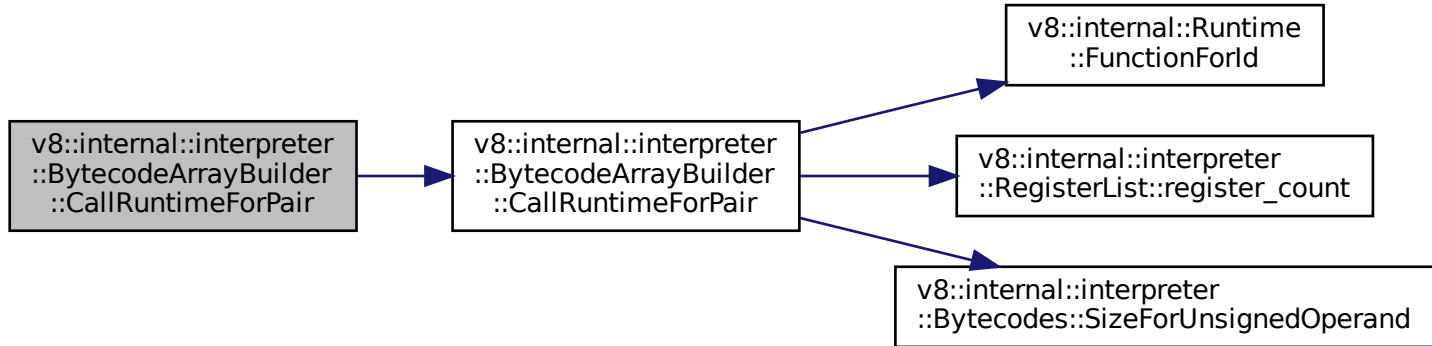 v8::internal::interpreter
::BytecodeArrayBuilder
::CallRuntimeForPair
v8::internal::interpreter
::BytecodeArrayBuilder
::CallRuntimeForPair
v8::internal::Runtime
::FunctionForId
v8::internal::interpreter
::RegisterList::register_count
v8::internal::interpreter
::Bytecodes::SizeForUnsignedOperand